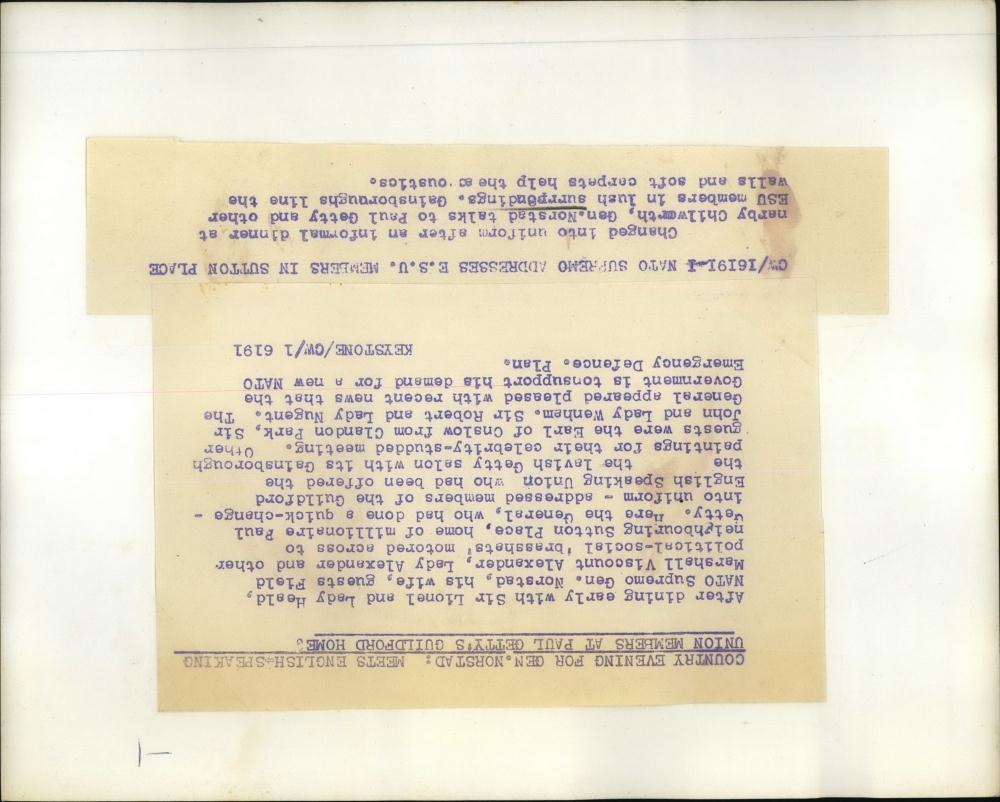 COUNTRY EVENING FOR GEN.NORSTAD: MEETS ENGLISH-SPEAKING
UNION MEMBERS AT PAUL GETTY'S GUILDFORD HOME:
After dining early with Sir Lionel and Lady Heald,
NATO Supremo Gen. Norstad, his wife, guests Field
Marshall Viscount Alexander, Lady Alexander and other
political-social 'brasshats' motored across to
neighbouring Sutton Place, home of millionaire Paul
Getty. Here the General, who had done a quick-change -
into uniform - addressed members of the Guildford
English Speaking Union who had been offered the
the the lavish Getty salon with its Gainsborough
paintings for their celebrity-studded meeting. Other
guests were the Earl of Onslow from Clandon Park, Sir
John and Lady Wenham. Sir Robert and Lady Nugent. The
General appeared pleased with recent news that the
Government is tonsupport his demand for a new NATO
Emergency Defence. Plan.
KEYSTONE/GW/1 6191
GW/16191-1 NATO SUPREMO ADDRESSES E.S.U. MEMBERS IN SUTTON PLACE
Changed into uniform after an informal dinner at
nerby Chilworth, Gen.Norstad talks to Paul Getty and other
ESU members in lush surroundings. Gainsboroughs line the
walls and soft carpets help the acoustics.